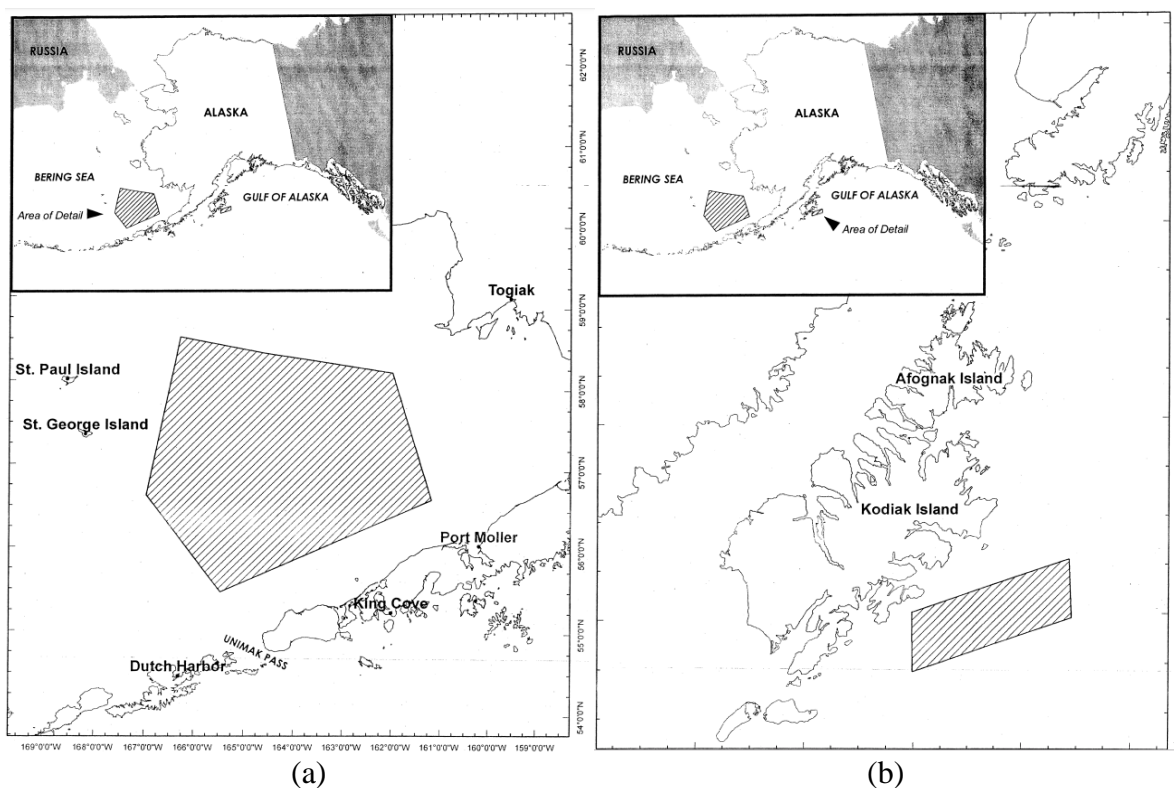 RUSSIA
ALASKA
BERING SEA
GULF OF ALASKA
Area of Detail
Togiak
St. Paul Island
St. George Island
Port Moller
King Cove
UNIMAK PASS
Dutch Harbor
62°0'0"N
61°0'0"N
60°0'0"N
59°0'0"N
58°0'0"N
57°0'0"N
56°0'0"N
55°0'0"N
54°0'0"N
169°0'0"W
168°0'0"W
167°0'0"W
166°0'0"W
165°0'0"W
164°0'0"W
163°0'0"W
162°0'0"W
161°0'0"W
160°0'0"W
159°0'0"W
(a)
RUSSIA
ALASKA
BERING SEA
GULF OF ALASKA
Area of Detail
Afognak Island
Kodiak Island
(b)